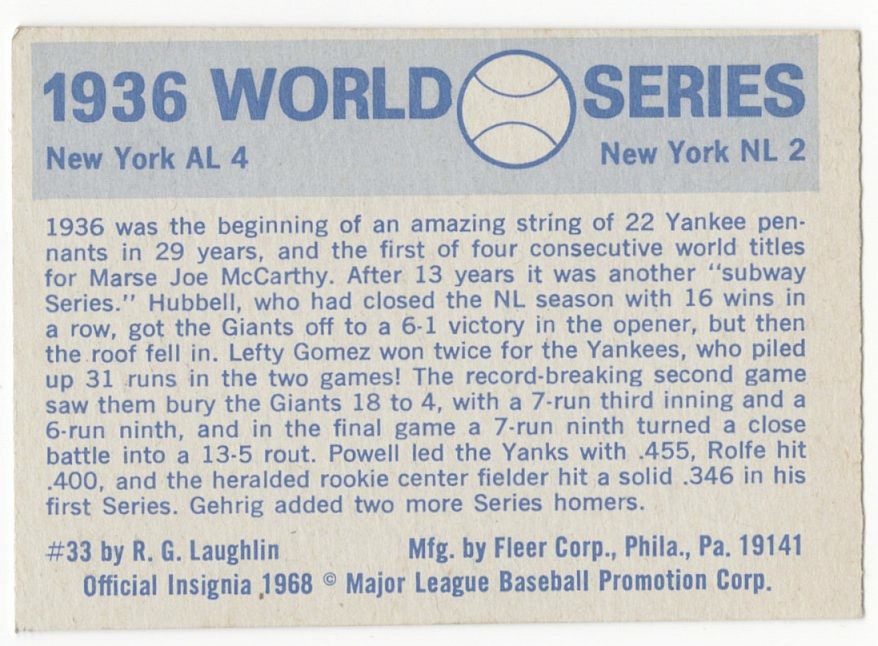 1936 WORLD SERIES
New York AL 4 New York NL 2
1936 was the beginning of an amazing string of 22 Yankee pen-
nants in 29 years, and the first of four consecutive world titles
for Marse Joe McCarthy. After 13 years it was another "subway
Series." Hubbell, who had closed the NL season with 16 wins in
a row, got the Giants off to a 6-1 victory in the opener, but then
the roof fell in. Lefty Gomez won twice for the Yankees, who piled
up 31 runs in the two games! The record-breaking second game
saw them bury the Giants 18 to 4, with a 7-run third inning and a
6-run ninth, and in the final game a 7-run ninth turned a close
battle into a 13-5 rout. Powell led the Yanks with .455, Rolfe hit
.400, and the heralded rookie center fielder hit a solid .346 in his
first Series. Gehrig added two more Series homers.
#33 by R. G. Laughlin Mfg. by Fleer Corp., Phila., Pa. 19141
Official Insignia 1968 © Major League Baseball Promotion Corp.